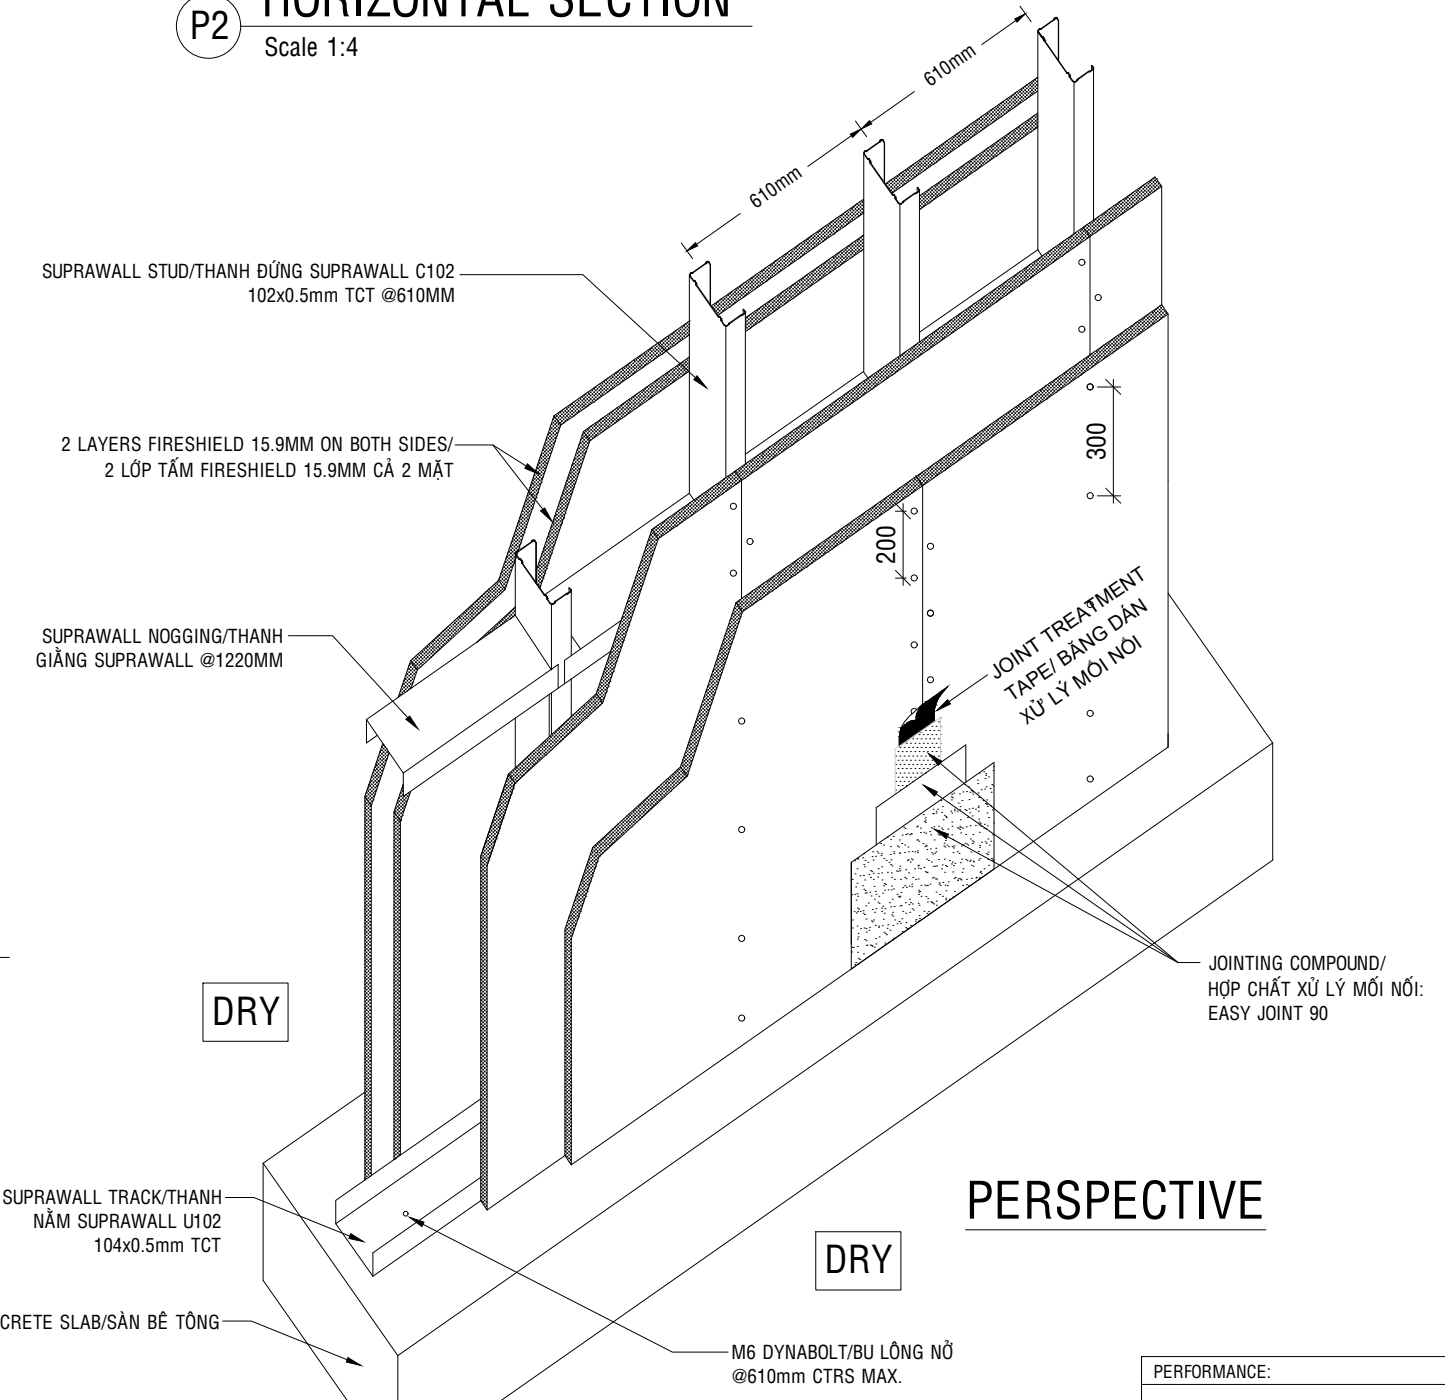 P2
HORIZONTAL SECTION
Scale 1:4
610mm
610mm
SUPRAWALL STUD/THANH ĐỨNG SUPRAWALL C102
102x0.5mm TCT @610MM
2 LAYERS FIRESHIELD 15.9MM ON BOTH SIDES/
2 LỚP TẤM FIRESHIELD 15.9MM CẢ 2 MẶT
300
200
SUPRAWALL NOGGING/THANH
GIẰNG SUPRAWALL @1220MM
JOINT TREATMENT
TAPE/ BĂNG DÁN
XỬ LÝ MỐI NỐI
JOINTING COMPOUND/
HỢP CHẤT XỬ LÝ MỐI NỐI:
EASY JOINT 90
DRY
SUPRAWALL TRACK/THANH
NẰM SUPRAWALL U102
104x0.5mm TCT
PERSPECTIVE
DRY
CRETE SLAB/SÀN BÊ TÔNG
M6 DYNABOLT/BU LÔNG NỞ
@610mm CTRS MAX.
PERFORMANCE: